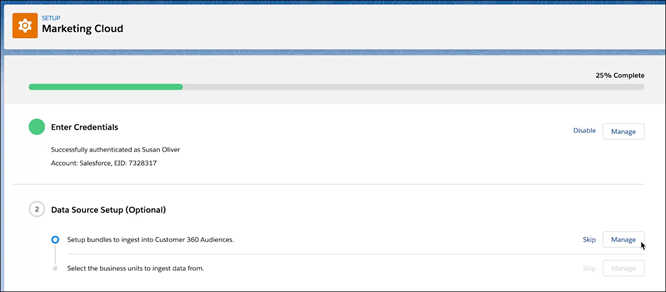 SETUP
Marketing Cloud
25% Complete
Enter Credentials
Disable
Manage
Successfully authenticated as Susan Oliver
Account: Salesforce, EID: 7328317
2
Data Source Setup (Optional)
Setup bundles to ingest into Customer 360 Audiences.
Skip
Manage
Select the business units to ingest data from.
Skip
Manage